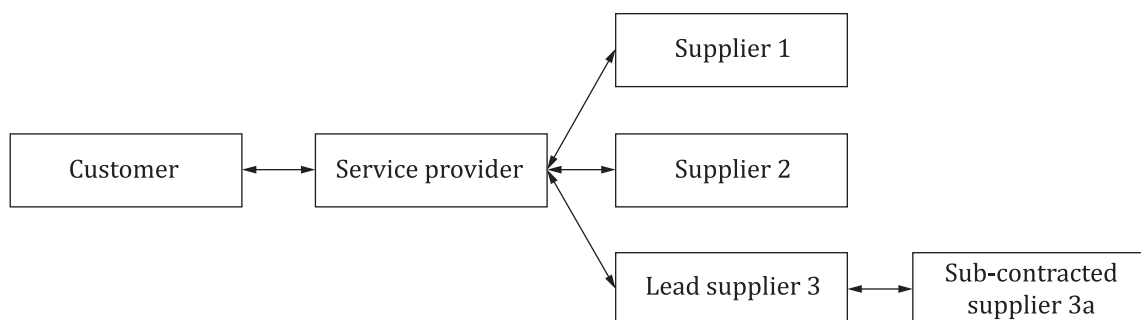 Supplier 1
Customer
Service provider
Supplier 2
Lead supplier 3
Sub-contracted
supplier 3a